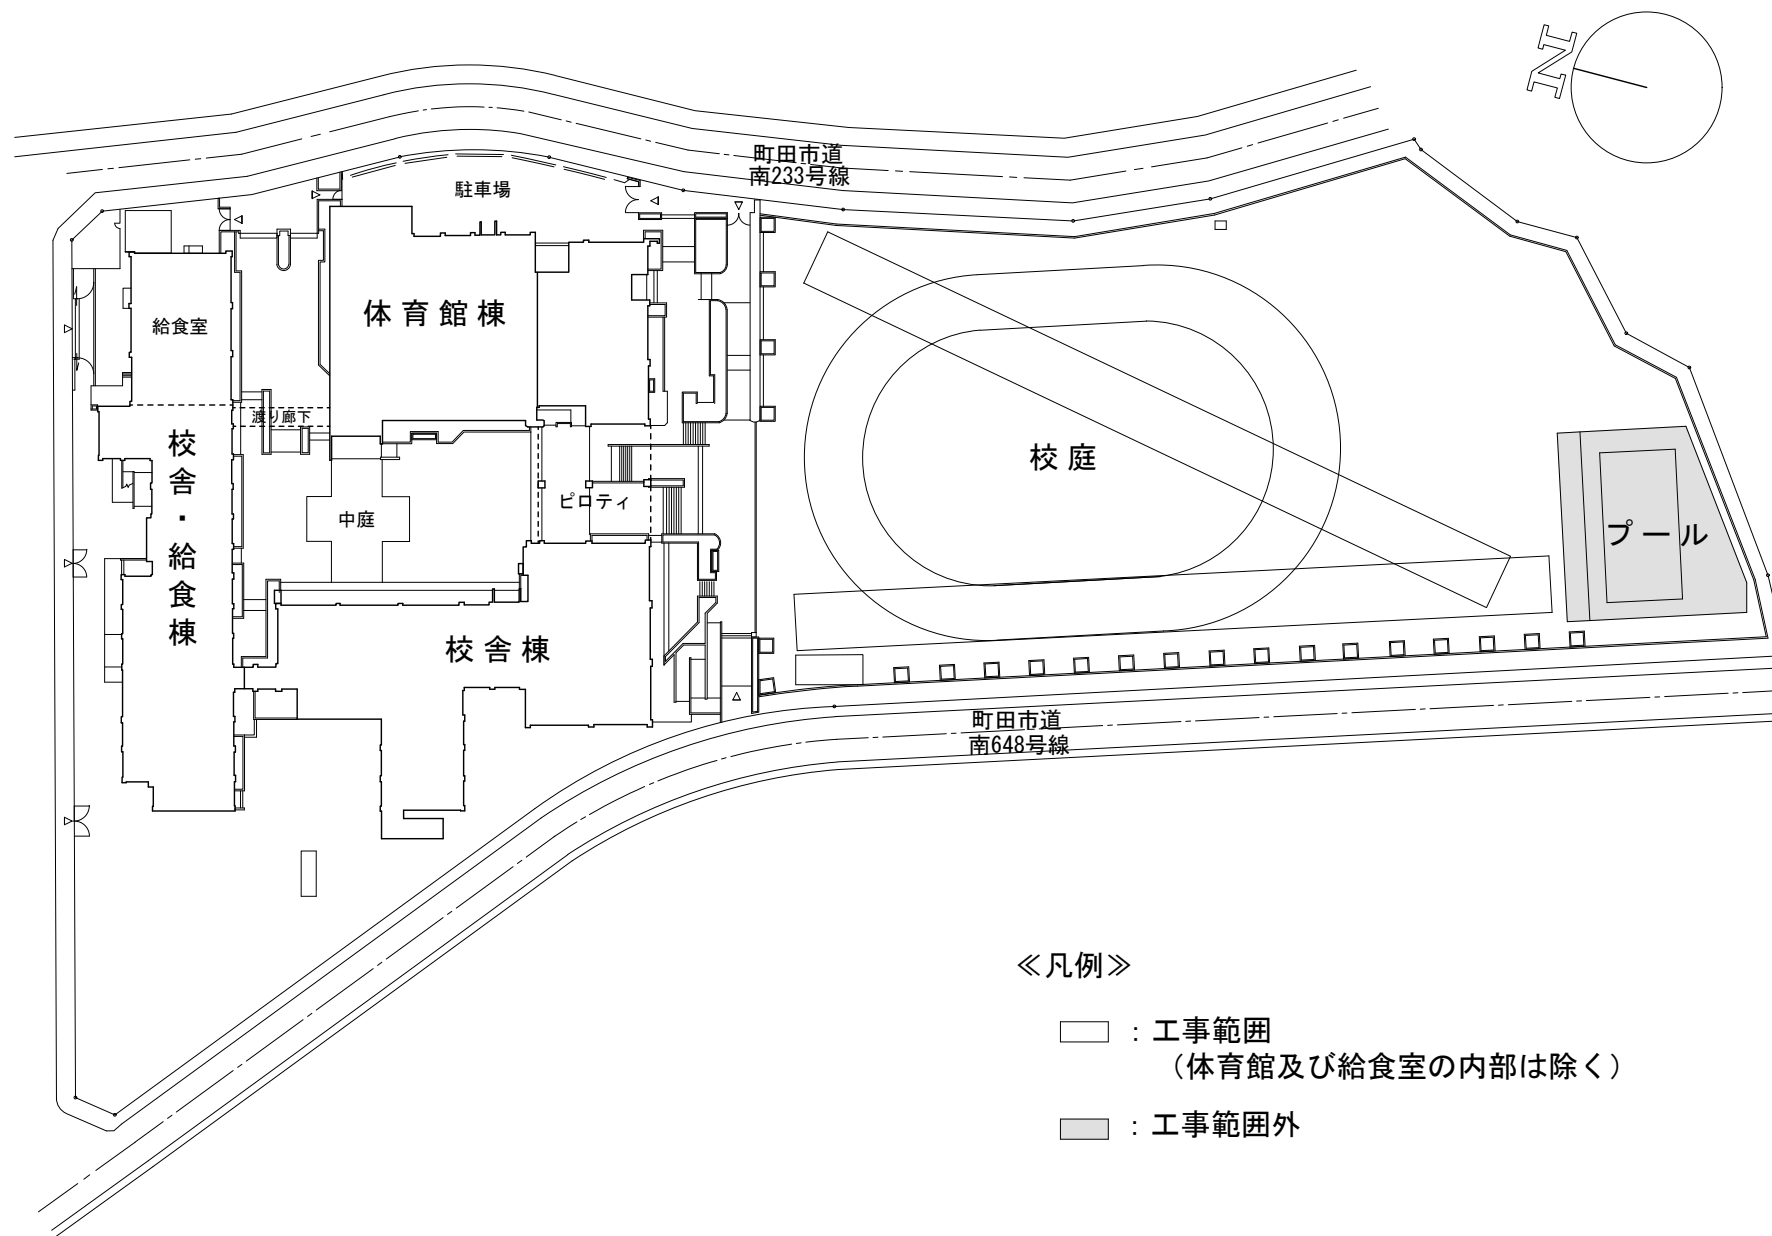 N
町田市道
南233号線
駐車場
体育館棟
給食室
渡り廊下
校舎・給食棟
校庭
ピロティ
中庭
プール
校舎棟
町田市道
南648号線
≪凡例≫
：工事範囲
（体育館及び給食室の内部は除く）
：工事範囲外